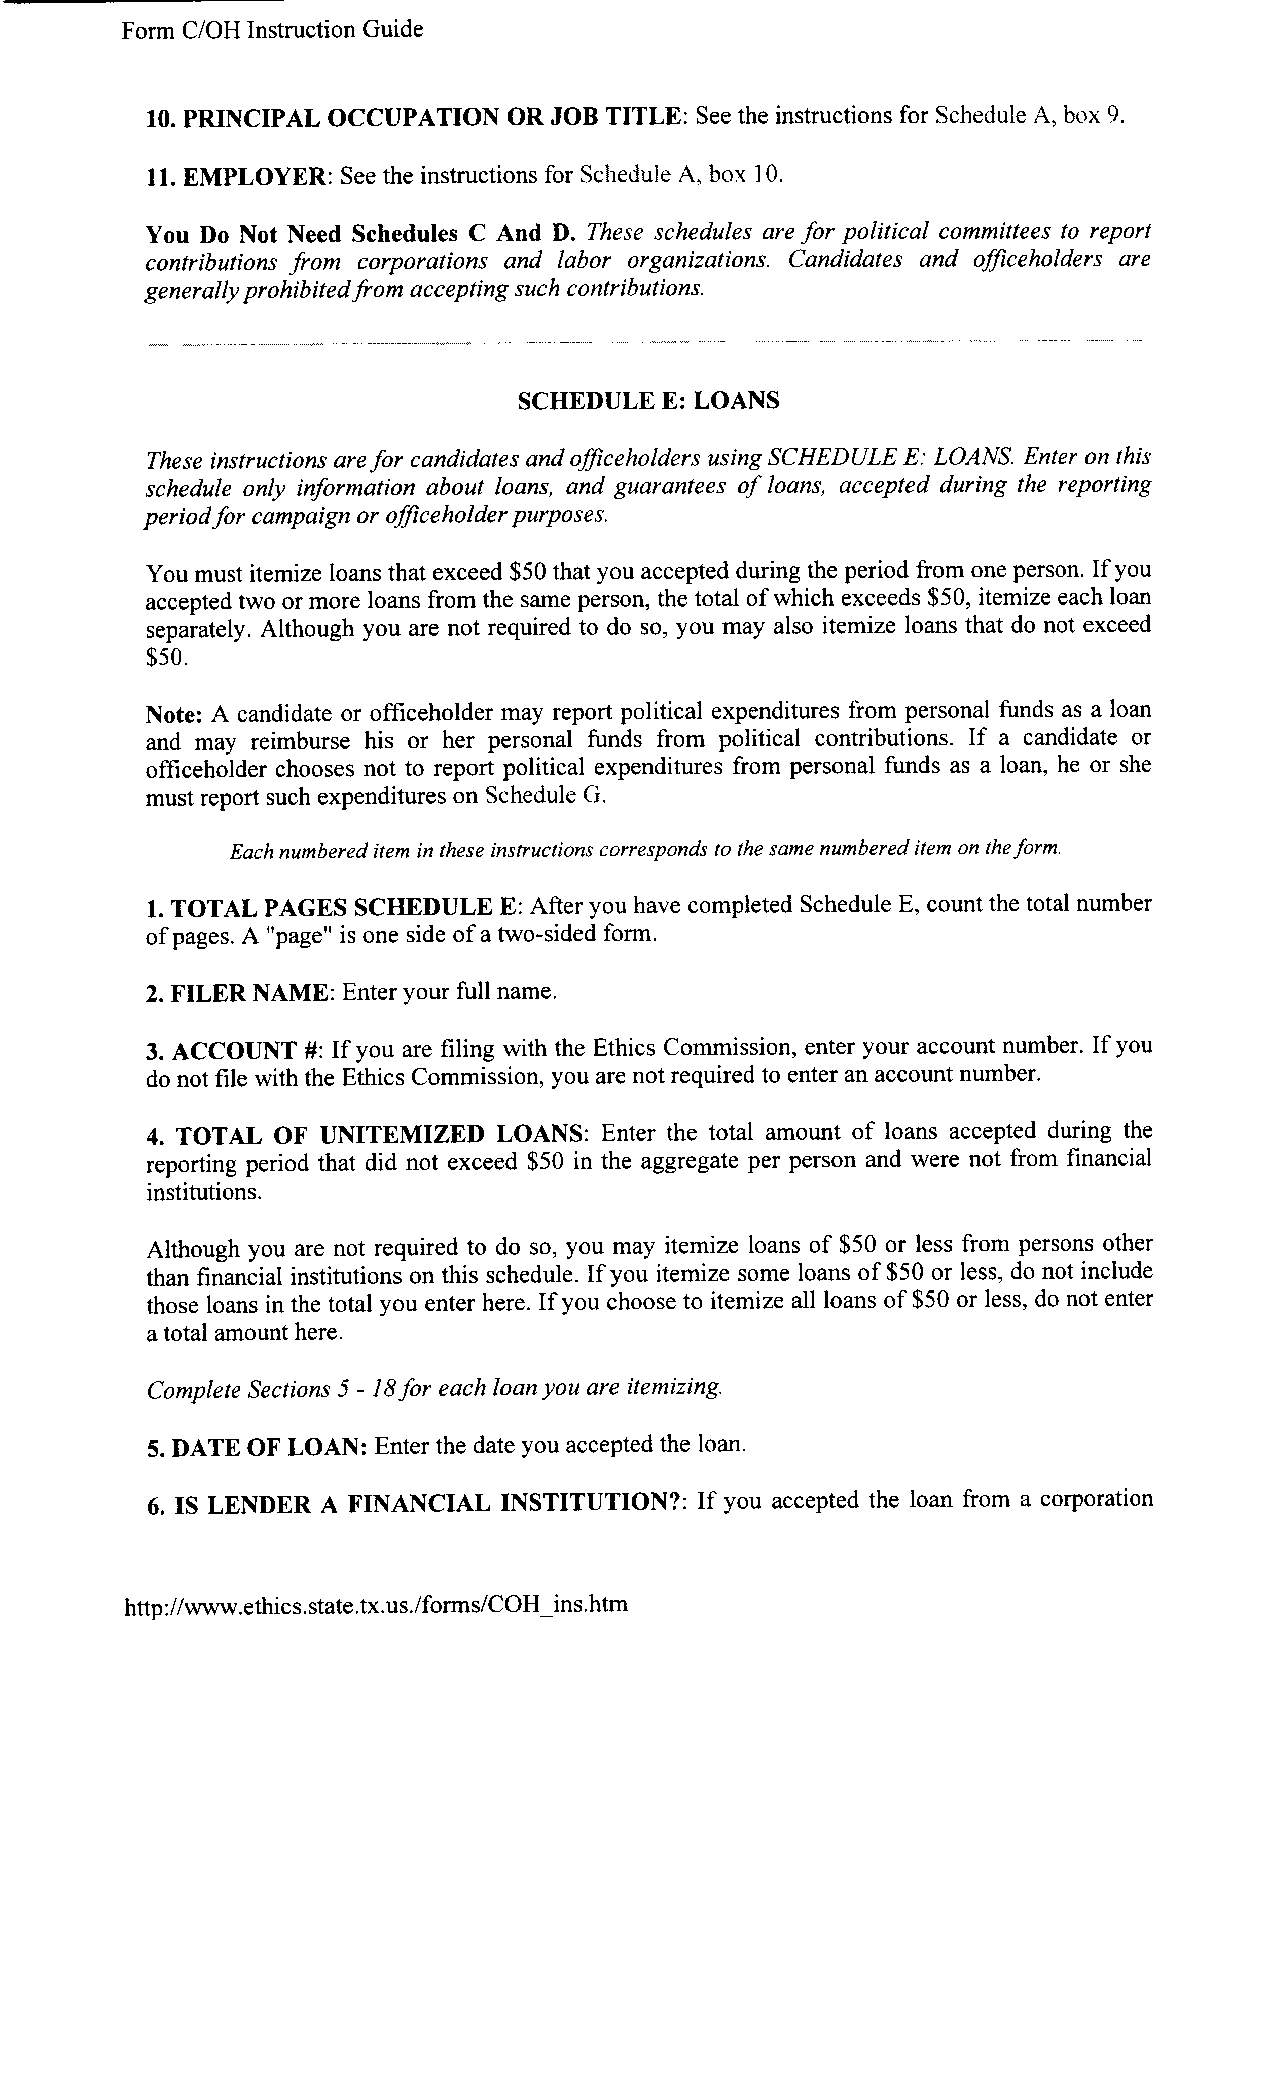 Form C/OH Instruction Guide
10. PRINCIPAL OCCUPATION OR JOB TITLE: See the instructions for Schedule A, box 9.
11. EMPLOYER: See the instructions for Schedule A, box 10.
You Do Not Need Schedules C And D. These schedules are for political committees to report
contributions from corporations and labor organizations. Candidates and officeholders are
generally prohibited from accepting such contributions.
SCHEDULE E: LOANS
These instructions are for candidates and officeholders using SCHEDULE E: LOANS. Enter on this
schedule only information about loans, and guarantees of loans, accepted during the reporting
period for campaign or officeholder purposes.
You must itemize loans that exceed $50 that you accepted during the period from one person. If you
accepted two or more loans from the same person, the total of which exceeds $50, itemize each loan
separately. Although you are not required to do so, you may also itemize loans that do not exceed
$50.
Note: A candidate or officeholder may report political expenditures from personal funds as a loan
and may reimburse his or her personal funds from political contributions. If a candidate or
officeholder chooses not to report political expenditures from personal funds as a loan, he or she
must report such expenditures on Schedule G.
Each numbered item in these instructions corresponds to the same numbered item on the form.
1. TOTAL PAGES SCHEDULE E: After you have completed Schedule E, count the total number
of pages. A "page" is one side of a two-sided form.
2. FILER NAME: Enter your full name.
3. ACCOUNT #: If you are filing with the Ethics Commission, enter your account number. If you
do not file with the Ethics Commission, you are not required to enter an account number.
4. TOTAL OF UNITEMIZED LOANS: Enter the total amount of loans accepted during the
reporting period that did not exceed $50 in the aggregate per person and were not from financial
institutions.
Although you are not required to do so, you may itemize loans of $50 or less from persons other
than financial institutions on this schedule. If you itemize some loans of $50 or less, do not include
those loans in the total you enter here. If you choose to itemize all loans of $50 or less, do not enter
a total amount here.
Complete Sections 5 - 18 for each loan you are itemizing.
5. DATE OF LOAN: Enter the date you accepted the loan.
6. IS LENDER A FINANCIAL INSTITUTION?: If you accepted the loan from a corporation
http://www.ethics.state.tx.us./forms/COH_ins.htm